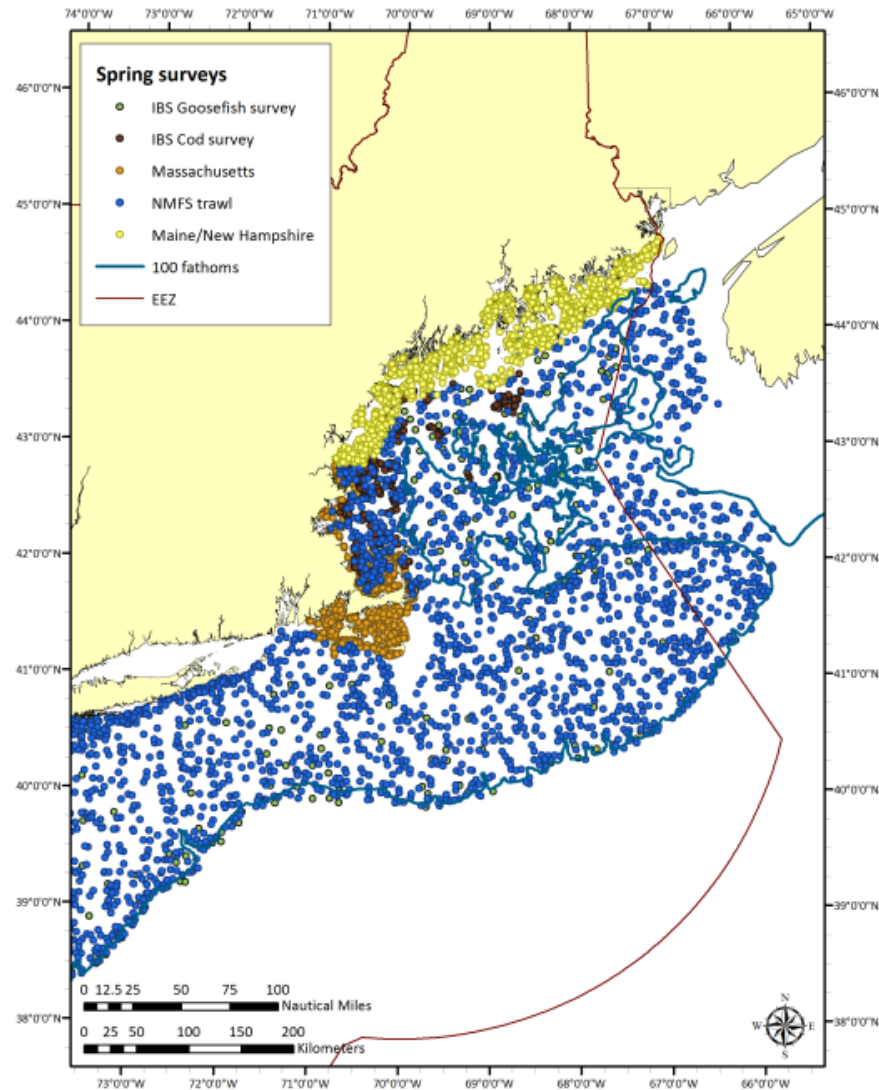 74°0'0"W 73°0'0"W 72°0'0"W 71°0'0"W 70°0'0"W 69°0'0"W 68°0'0"W 67°0'0"W 66°0'0"W 65°0'0"W
Spring surveys
IBS Goosefish survey
IBS Cod survey
Massachusetts
NMFS trawl
Maine/New Hampshire
100 fathoms
EEZ
46°0'0"N 46°0'0"N
45°0'0"N 45°0'0"N
44°0'0"N 44°0'0"N
43°0'0"N 43°0'0"N
42°0'0"N 42°0'0"N
41°0'0"N 41°0'0"N
40°0'0"N 40°0'0"N
39°0'0"N 39°0'0"N
38°0'0"N 38°0'0"N
0 12.5 25 50 75 100
Nautical Miles
0 25 50 100 150 200
Kilometers
N
W E
S
73°0'0"W 72°0'0"W 71°0'0"W 70°0'0"W 69°0'0"W 68°0'0"W 67°0'0"W 66°0'0"W